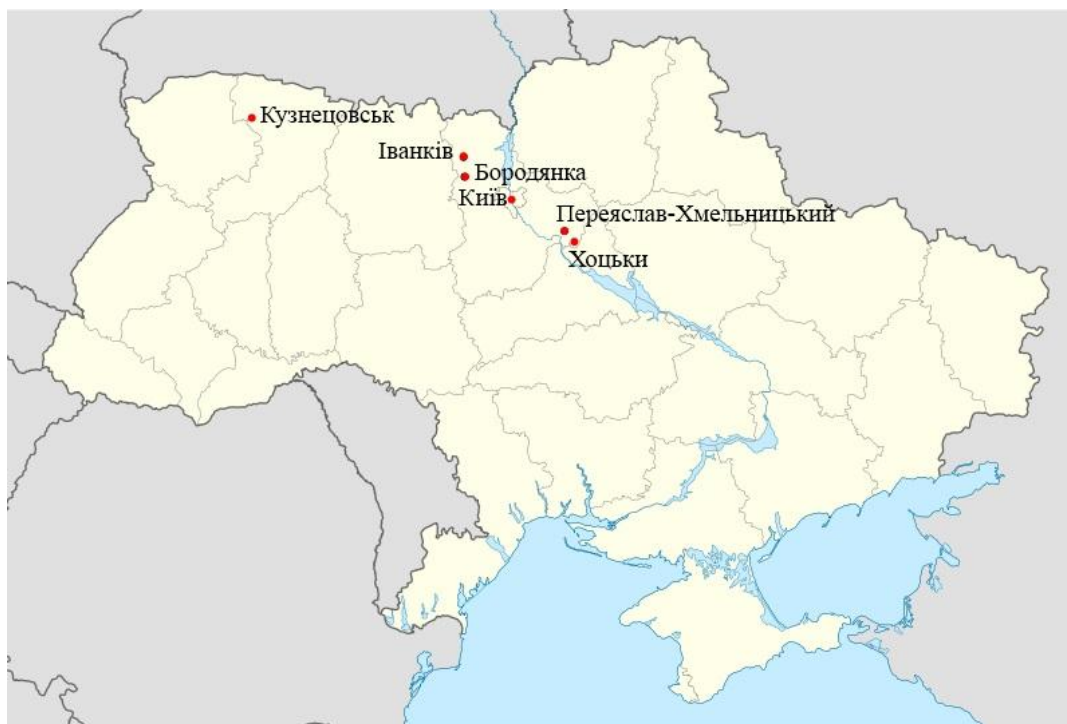 Кузнецовськ
Іванків
Бородянка
Київ
Переяслав-Хмельницький
Хоцьки